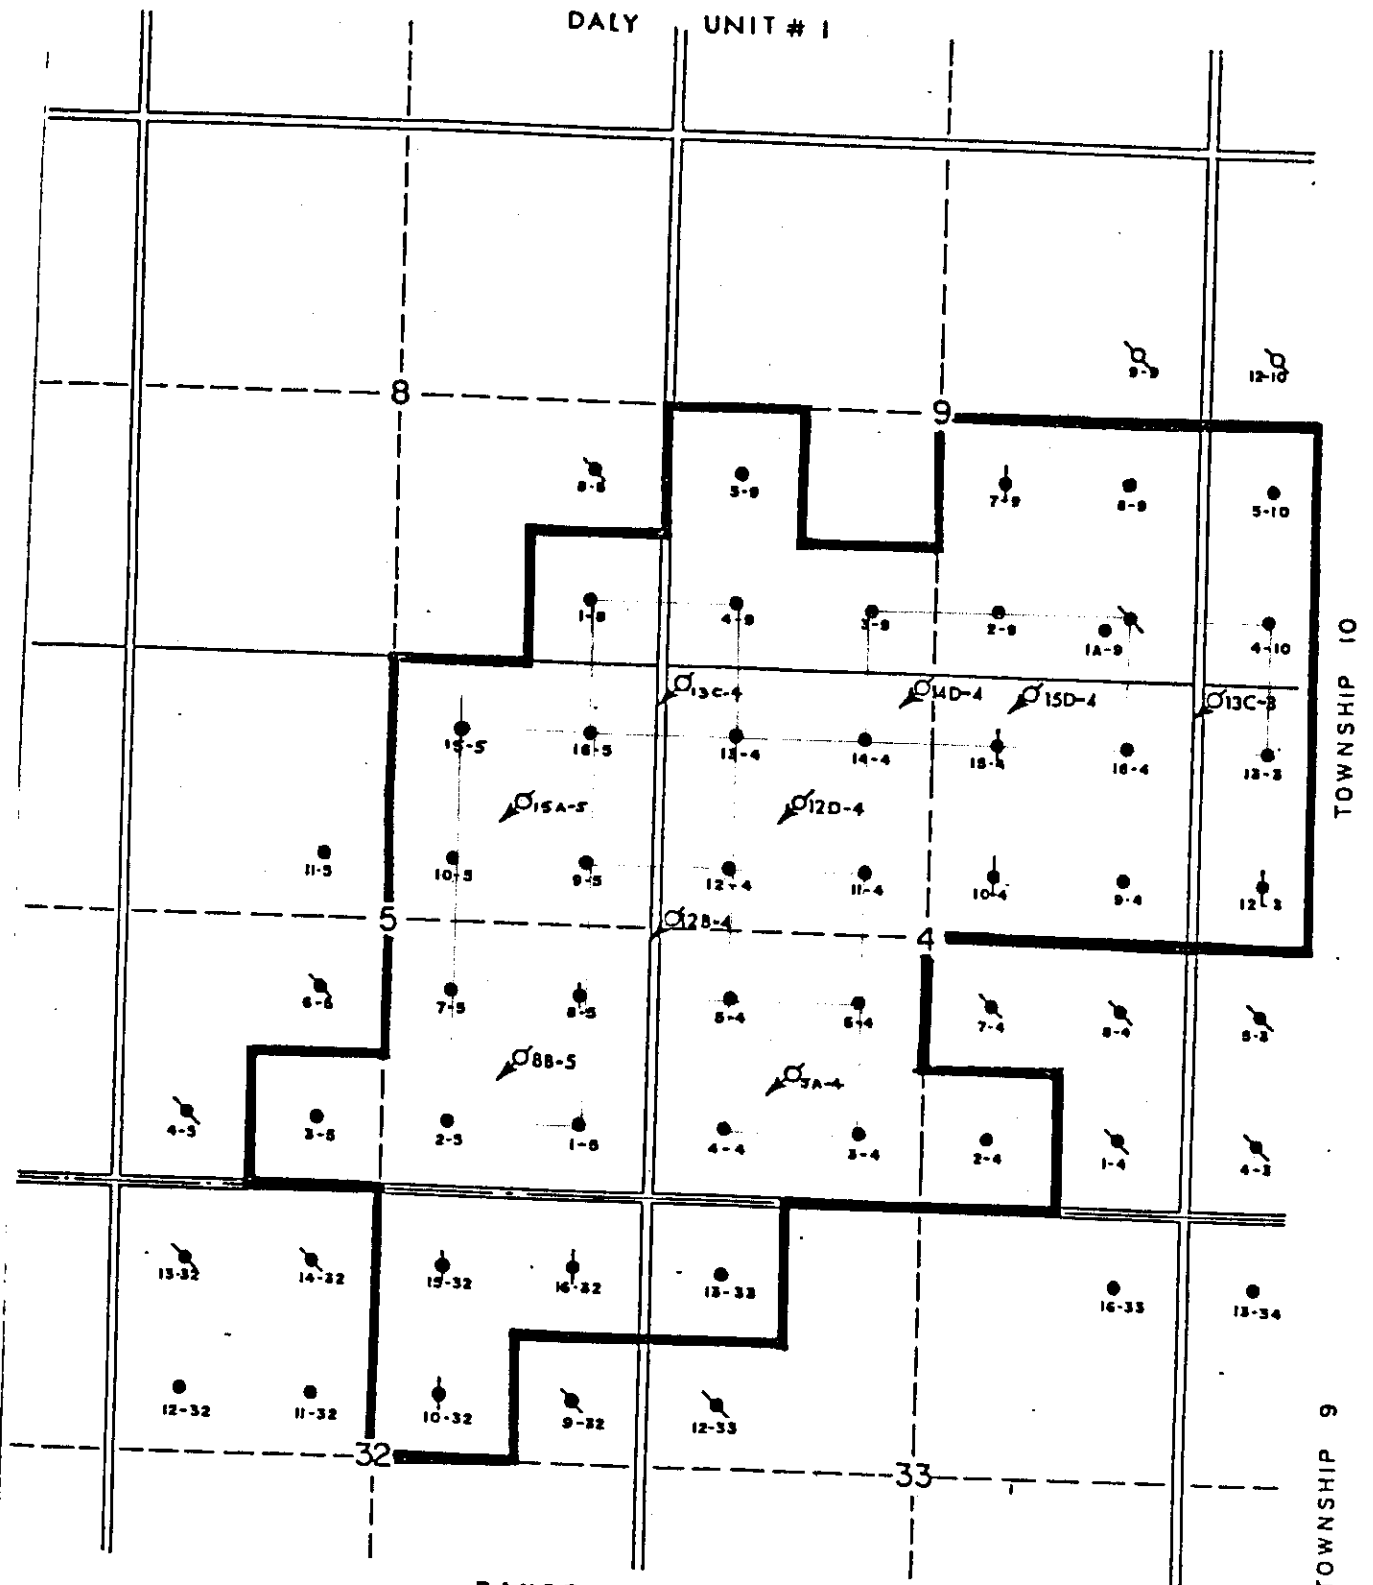 DALY UNIT # 1
9-9 12-10
8 9
8-8 5-9 7-9 8-9 5-10
1-8 4-9 3-9 2-9 1A-9 4-10
TOWNSHIP 10
13C-4 14D-4 15D-4 13C-3
15-5 16-5 13-4 14-4 15-4 16-4 13-3
15A-5 12D-4
11-5 10-5 9-5 12-4 11-4 10-4 9-4 12-3
5 12B-4 4
6-5 7-5 8-5 5-4 6-4 7-4 8-4 5-3
8B-5 3A-4
4-5 3-5 2-5 1-5 4-4 3-4 2-4 1-4 4-3
13-32 14-32 15-32 16-32 13-33 16-33 13-34
12-32 11-32 10-32 9-32 12-33
32 33
TOWNSHIP 9